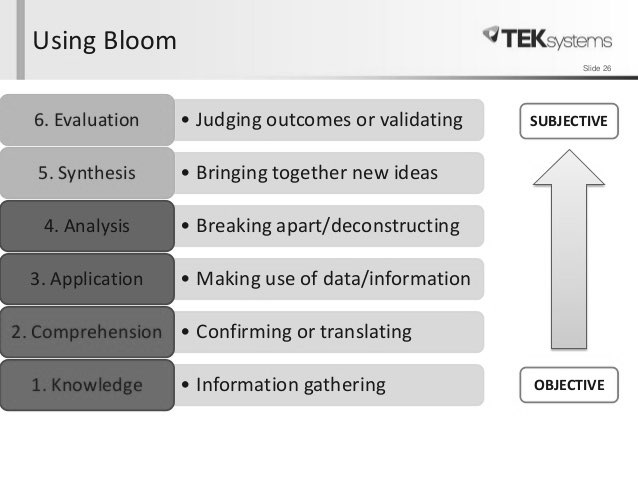 Using Bloom
TEKsystems
Slide 26
6. Evaluation
• Judging outcomes or validating
SUBJECTIVE
5. Synthesis
• Bringing together new ideas
4. Analysis
• Breaking apart/deconstructing
3. Application
• Making use of data/information
2. Comprehension
• Confirming or translating
1. Knowledge
• Information gathering
OBJECTIVE